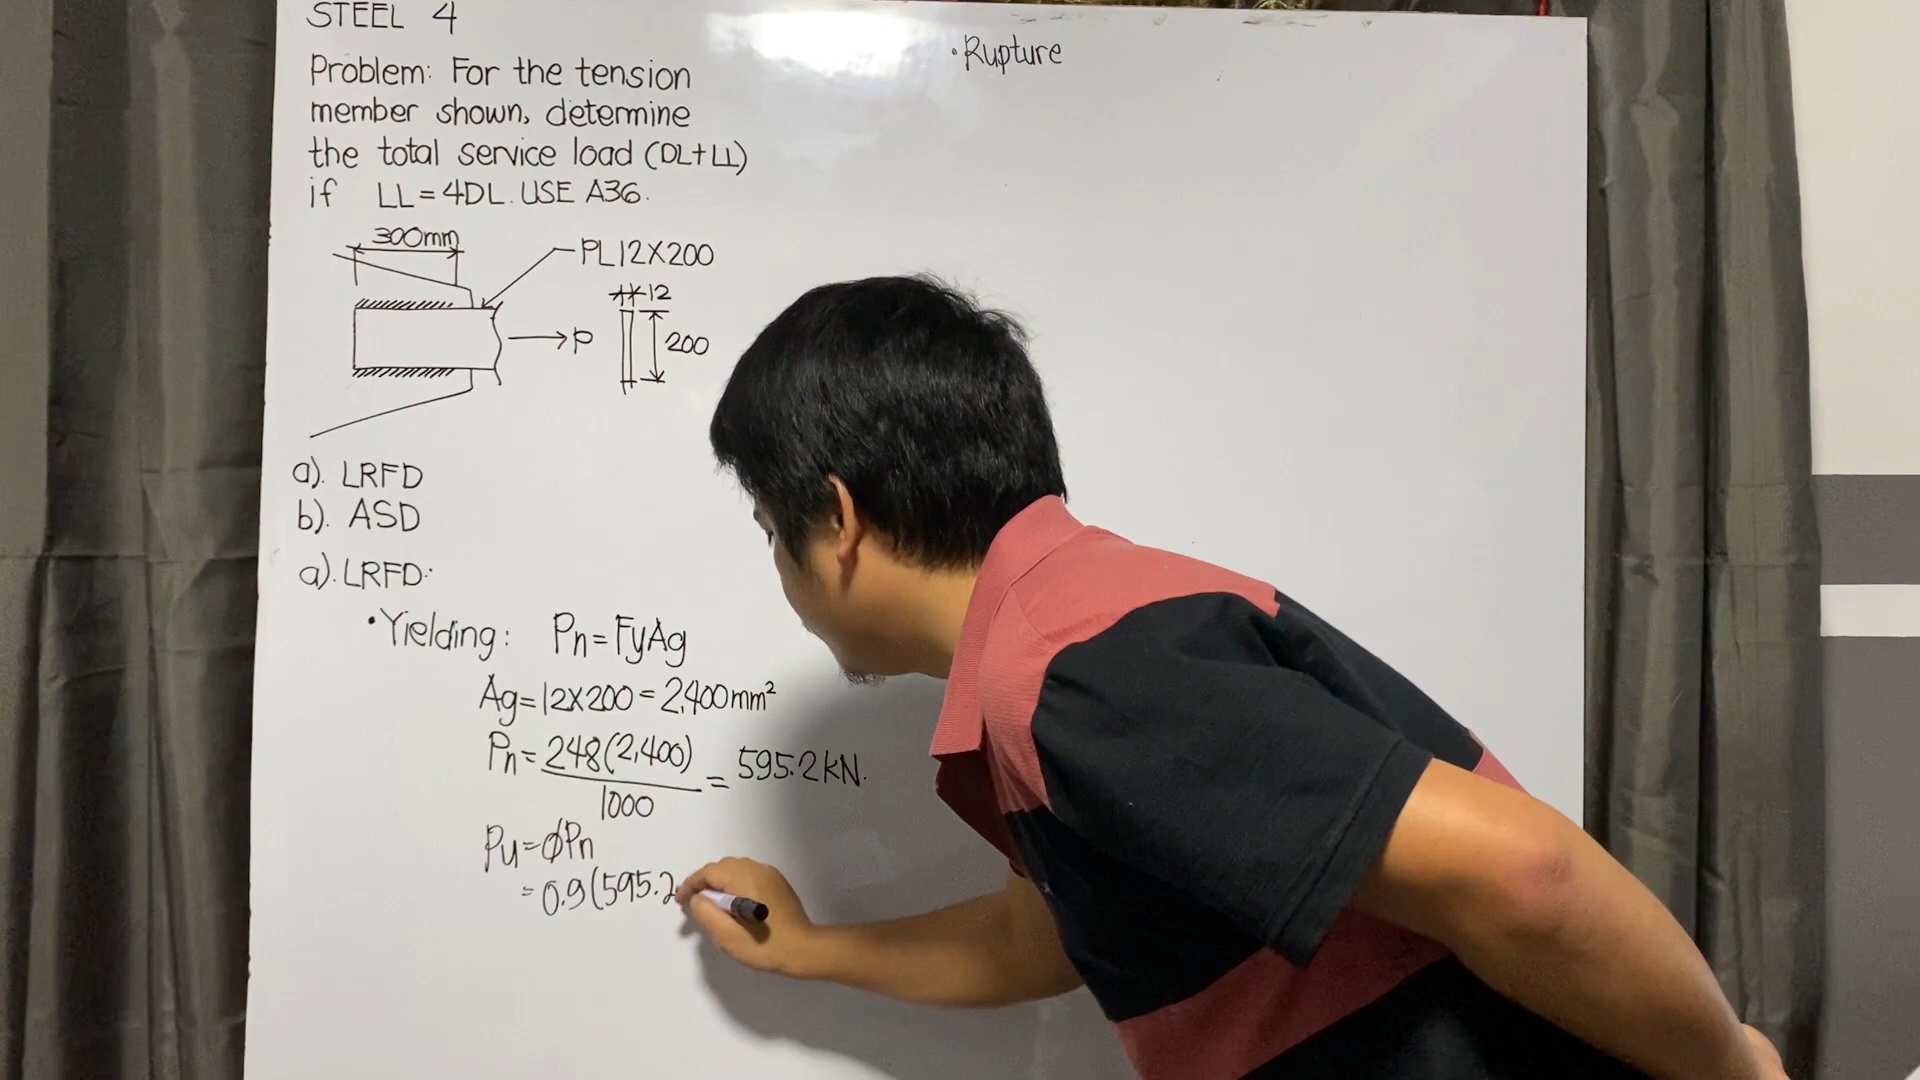 STEEL 4
Problem: For the tension
member shown, determine
the total service load (DL+LL)
if LL = 4DL. USE A36.
300mm
PL12X200
12
P
200
a). LRFD
b). ASD
a). LRFD:
•Yielding: Pn=FyAg
Ag=12X200 = 2,400mm²
Pn= 248(2,400)
1000
= 595.2kN.
Pu=ØPn
= 0.9(595.2
•Rupture